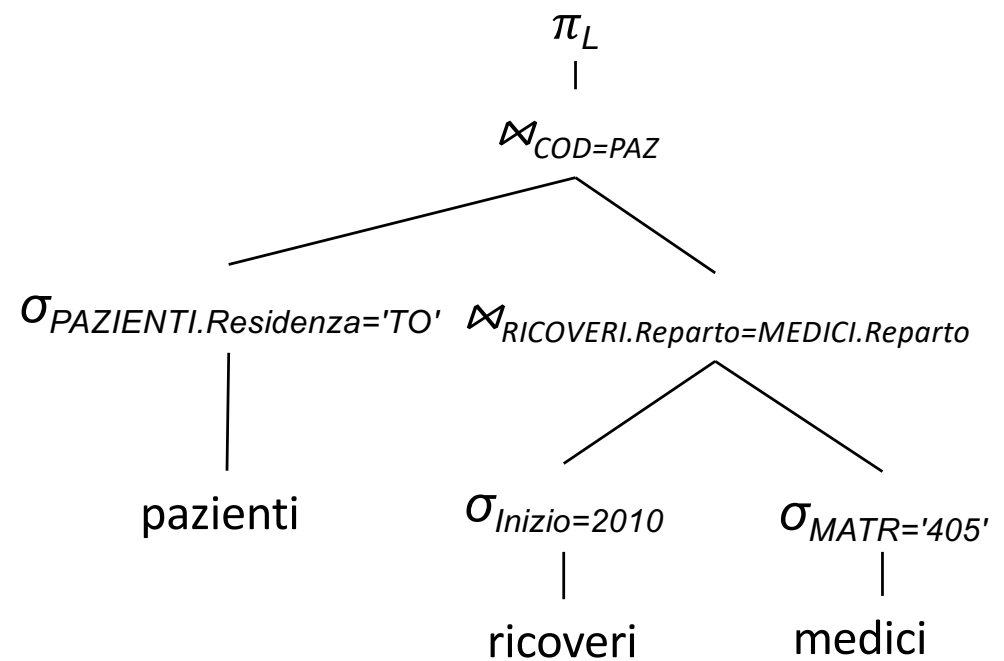 π_L
⋈_COD=PAZ
σ_PAZIENTI.Residenza='TO' ⋈_RICOVERI.Reparto=MEDICI.Reparto
pazienti σ_Inizio=2010 σ_MATR='405'
ricoveri medici